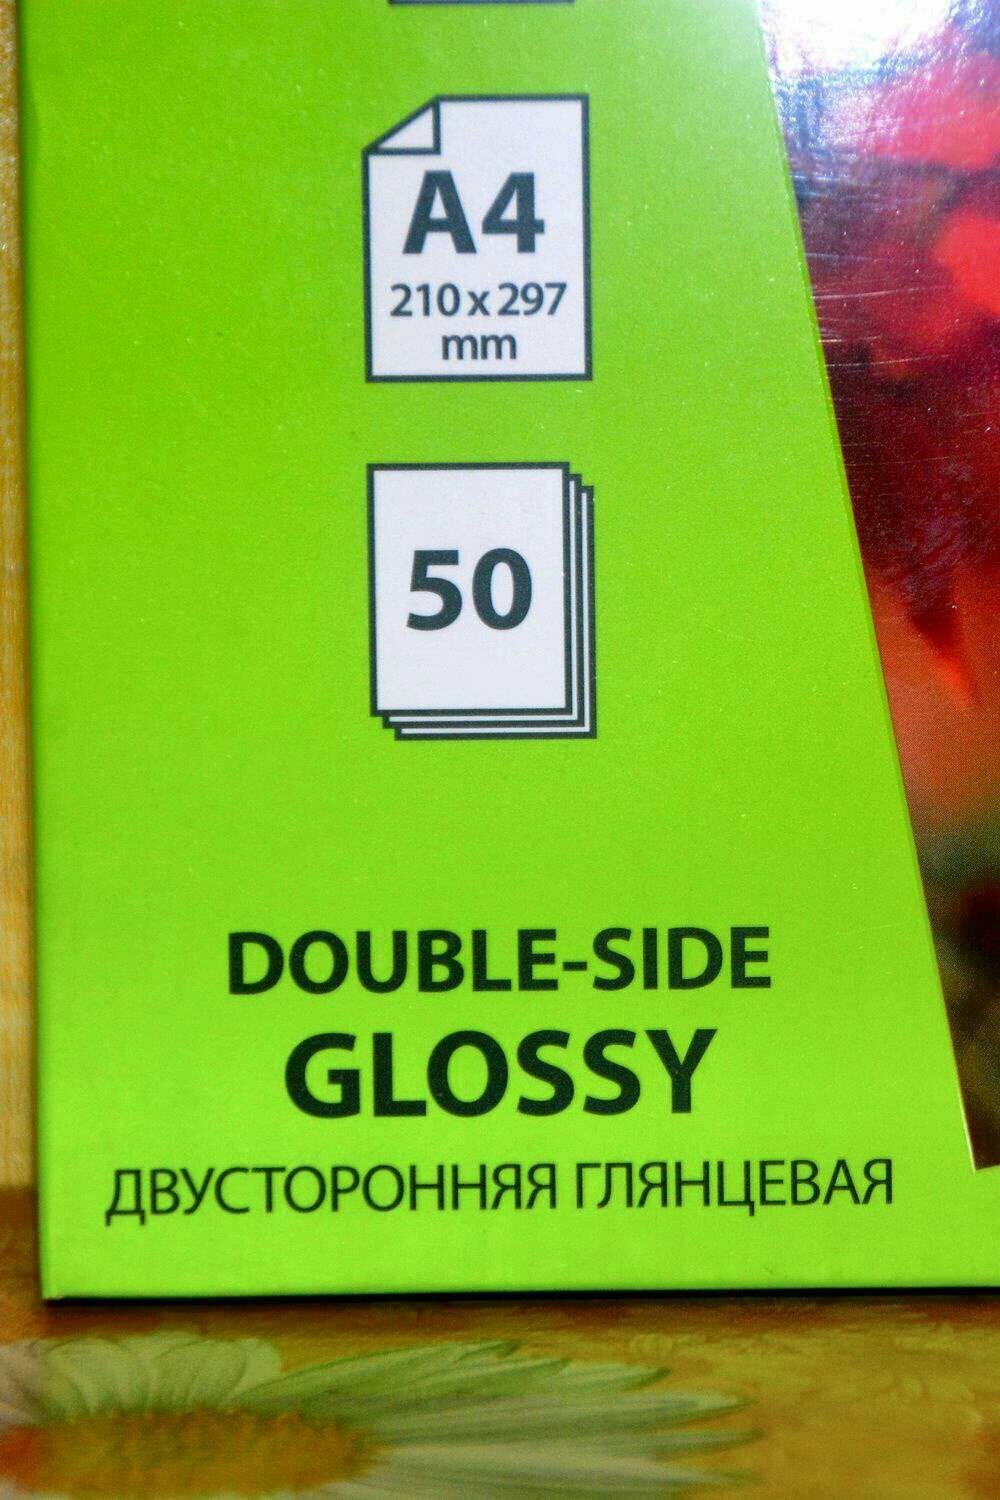 A4
210 x 297
mm
50
DOUBLE-SIDE
GLOSSY
ДВУСТОРОННЯЯ ГЛЯНЦЕВАЯ